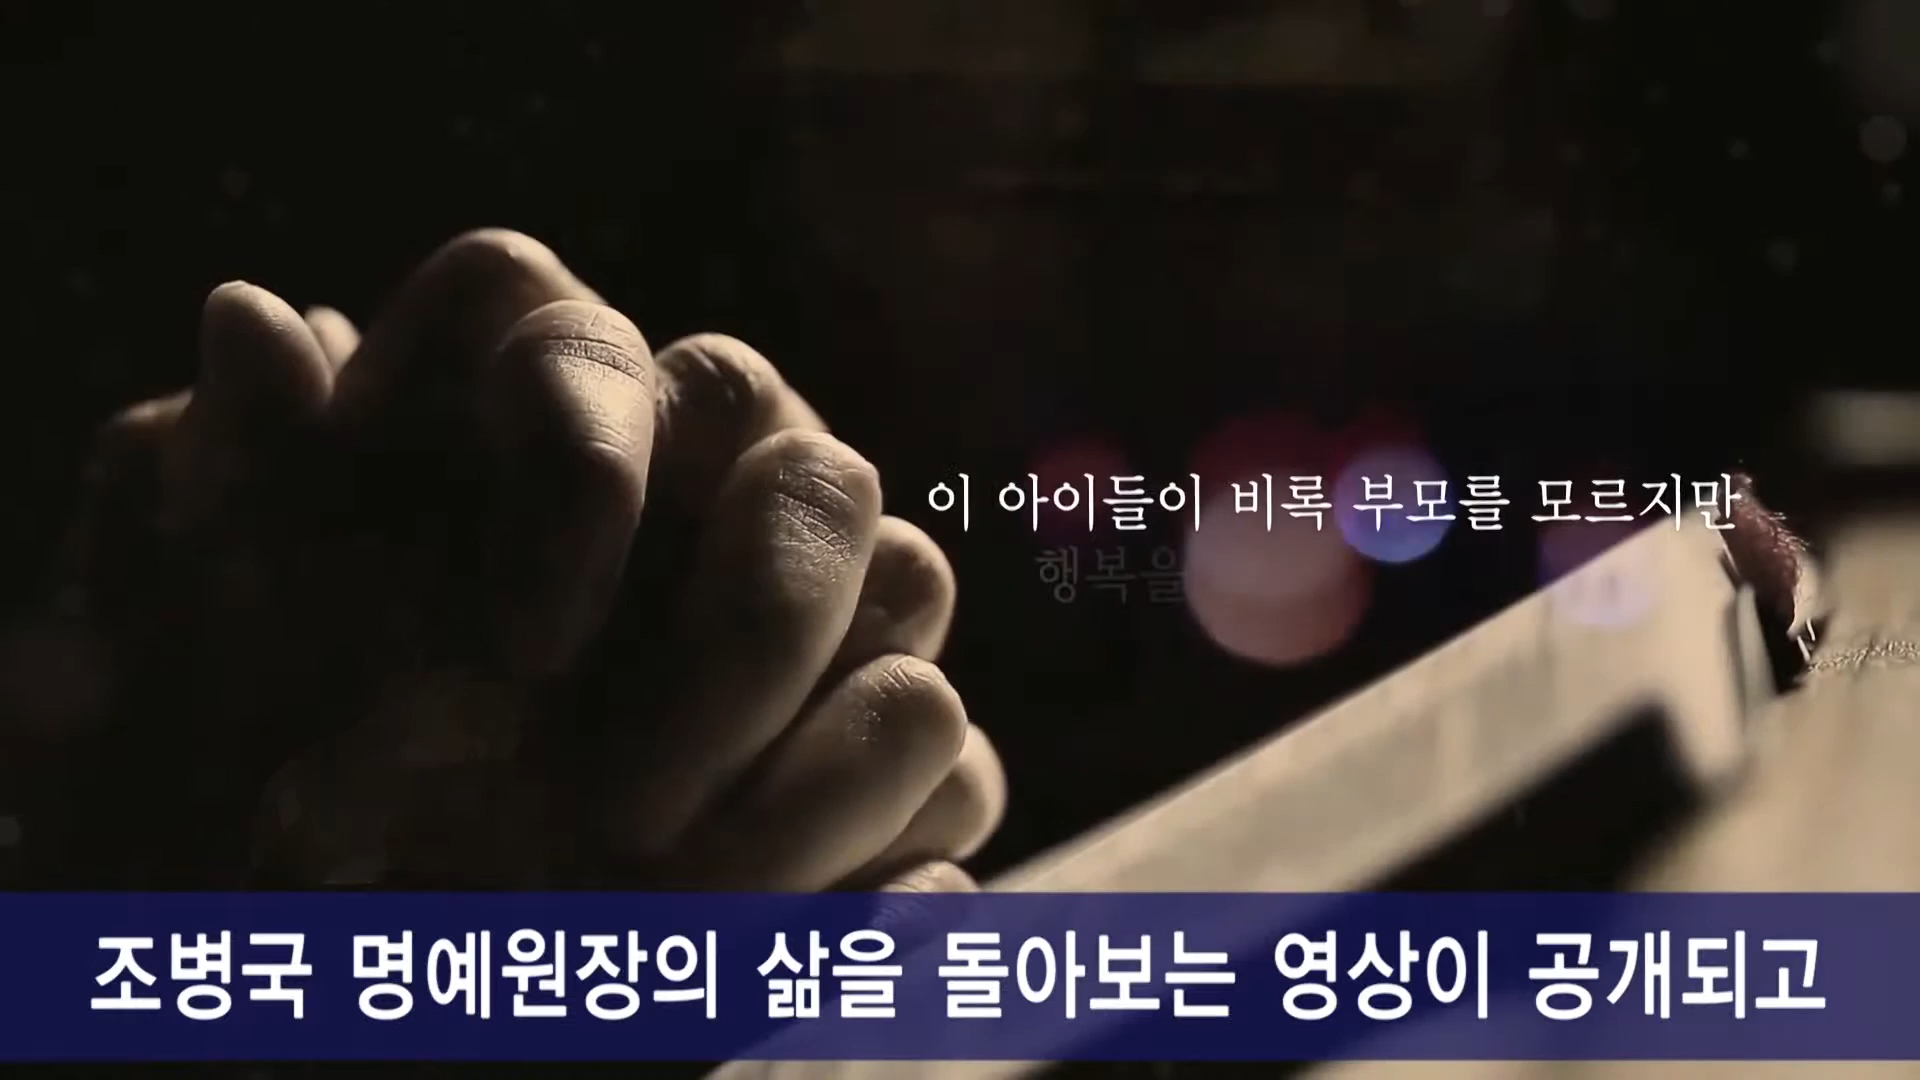 이 아이들이 비록 부모를 모르지만
행복을
조병국 명예원장의 삶을 돌아보는 영상이 공개되고